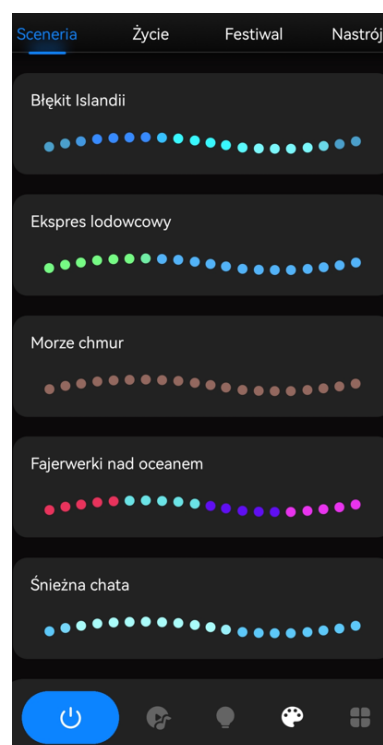 Sceneria Życie Festiwal Nastrój
Błękit Islandii
Ekspres lodowcowy
Morze chmur
Fajerwerki nad oceanem
Śnieżna chata